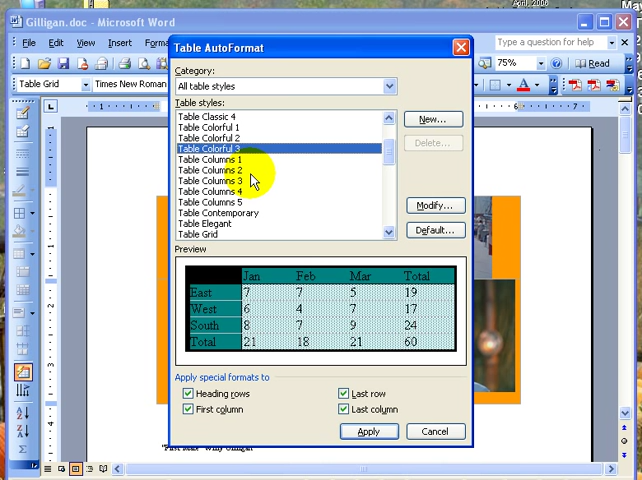 April, 2006
Gilligan.doc - Microsoft Word
File Edit View Insert Forma
Type a question for help
75% Read
Table Grid Times New Roman
Table AutoFormat
Category:
All table styles
Table styles:
Table Classic 4
Table Colorful 1
Table Colorful 2
Table Colorful 3
Table Columns 1
Table Columns 2
Table Columns 3
Table Columns 4
Table Columns 5
Table Contemporary
Table Elegant
Table Grid
New...
Delete...
Modify...
Default...
Preview
Jan Feb Mar Total
East 7 7 5 19
West 6 4 7 17
South 8 7 9 24
Total 21 18 21 60
Apply special formats to
Heading rows Last row
First column Last column
Apply Cancel